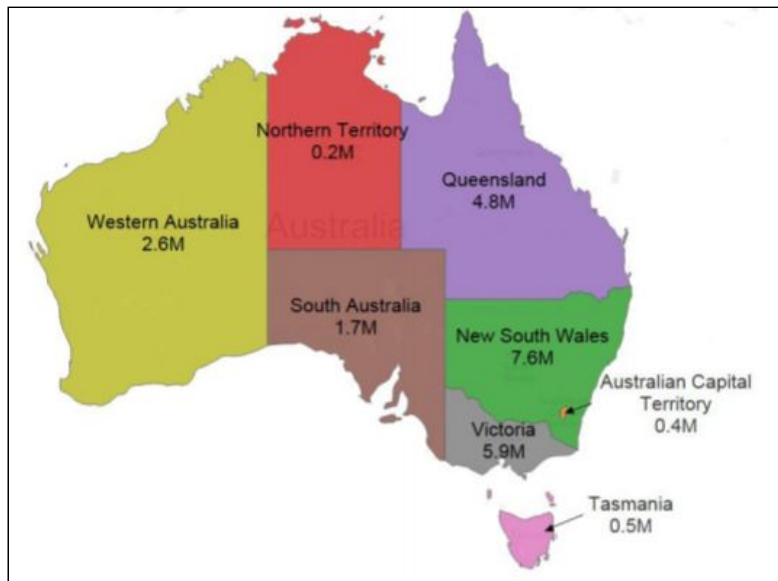 Northern Territory
0.2M
Queensland
4.8M
Western Australia
2.6M
Australia
South Australia
1.7M
New South Wales
7.6M
Australian Capital
Territory
0.4M
Victoria
5.9M
Tasmania
0.5M